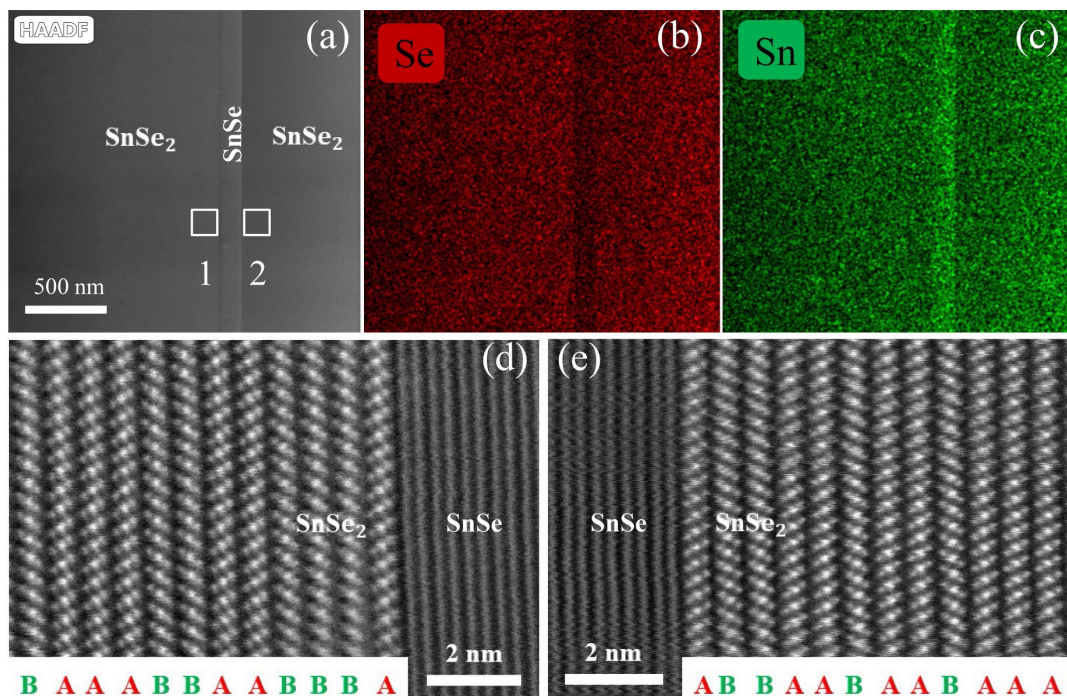 HAADF
(a)
SnSe₂
SnSe
SnSe₂
1
2
500 nm
Se
(b)
Sn
(c)
(d)
SnSe₂
SnSe
2 nm
B A A A B B A A B B B A
(e)
SnSe
SnSe₂
2 nm
A B B A A B A A B A A A